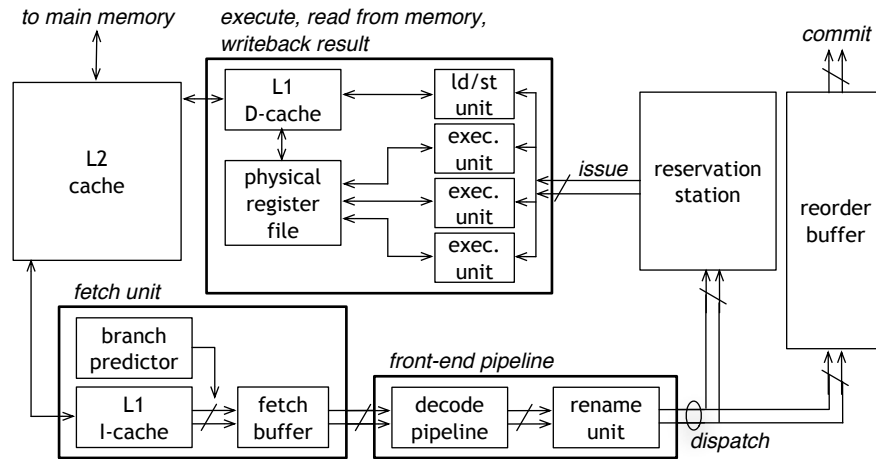 to main memory
execute, read from memory,
writeback result
commit
L2
cache
L1
D-cache
ld/st
unit
physical
register
file
exec.
unit
exec.
unit
exec.
unit
issue
reservation
station
reorder
buffer
fetch unit
branch
predictor
L1
I-cache
fetch
buffer
front-end pipeline
decode
pipeline
rename
unit
dispatch